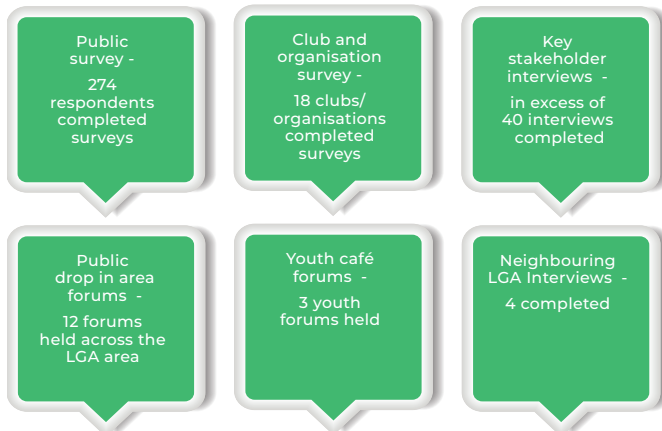 Public
survey -
274
respondents
completed
surveys
Club and
organisation
survey -
18 clubs/
organisations
completed
surveys
Key
stakeholder
interviews -
in excess of
40 interviews
completed
Public
drop in area
forums -
12 forums
held across the
LGA area
Youth café
forums -
3 youth
forums held
Neighbouring
LGA Interviews -
4 completed